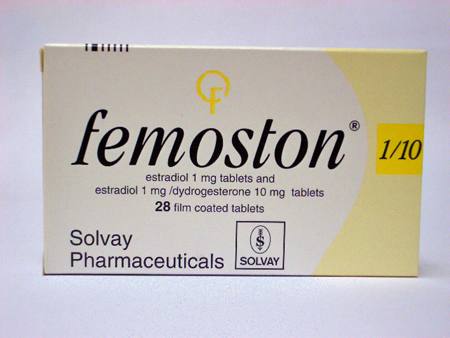 femoston®
1/10
estradiol 1 mg tablets and
estradiol 1 mg /dydrogesterone 10 mg tablets
28 film coated tablets
Solvay
Pharmaceuticals
SOLVAY